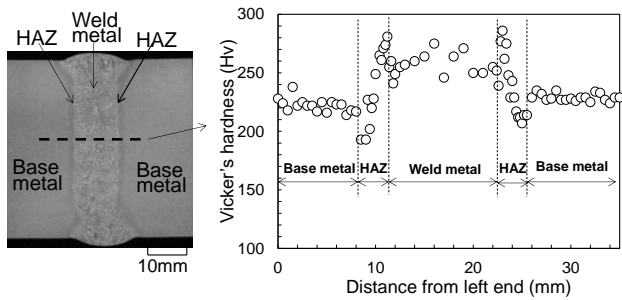 Weld
metal
HAZ
HAZ
Base
metal
Base
metal
10mm
Vicker's hardness (Hv)
300
250
200
150
100
Base metal
HAZ
Weld metal
HAZ
Base metal
0
10
20
30
Distance from left end (mm)